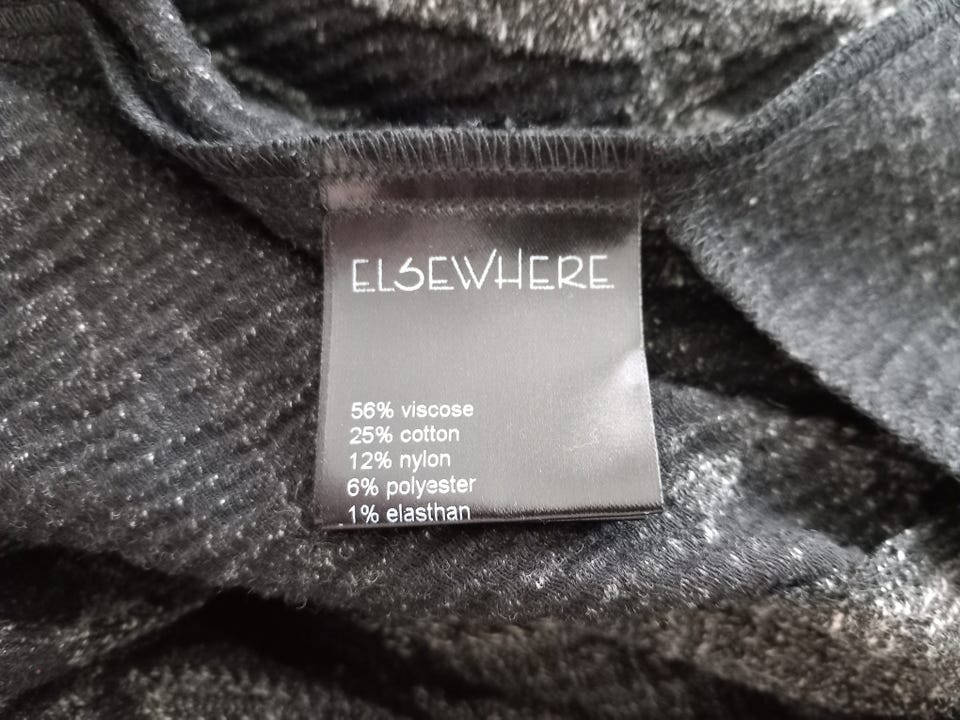 ELSEWHERE
56% viscose
25% cotton
12% nylon
6% polyester
1% elasthan